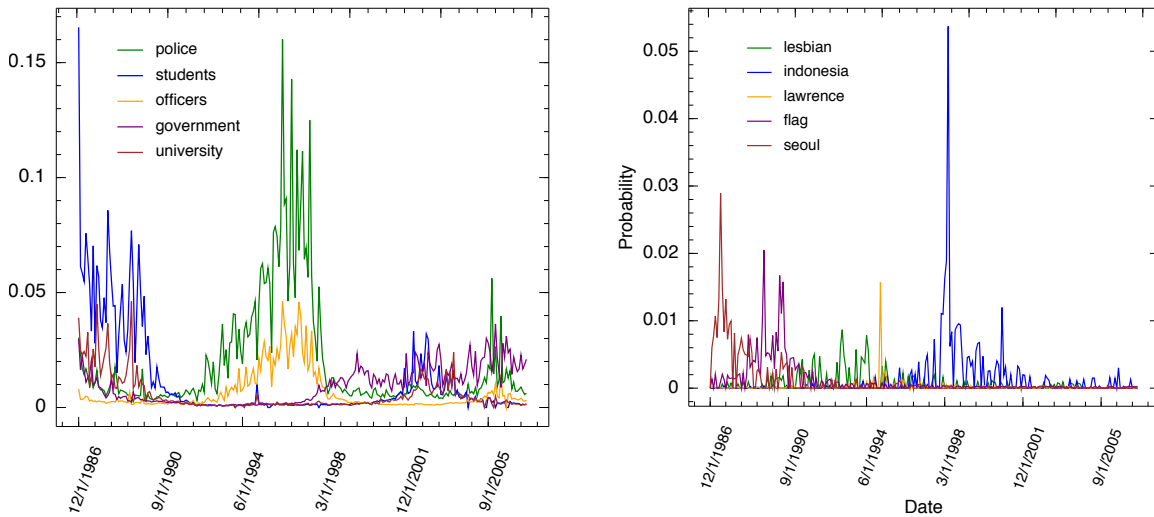 0.15
0.1
0.05
0
police
students
officers
government
university
12/1/1986
9/1/1990
6/1/1994
3/1/1998
12/1/2001
9/1/2005
Probability
0.05
0.04
0.03
0.02
0.01
0
lesbian
indonesia
lawrence
flag
seoul
12/1/1986
9/1/1990
6/1/1994
3/1/1998
12/1/2001
9/1/2005
Date